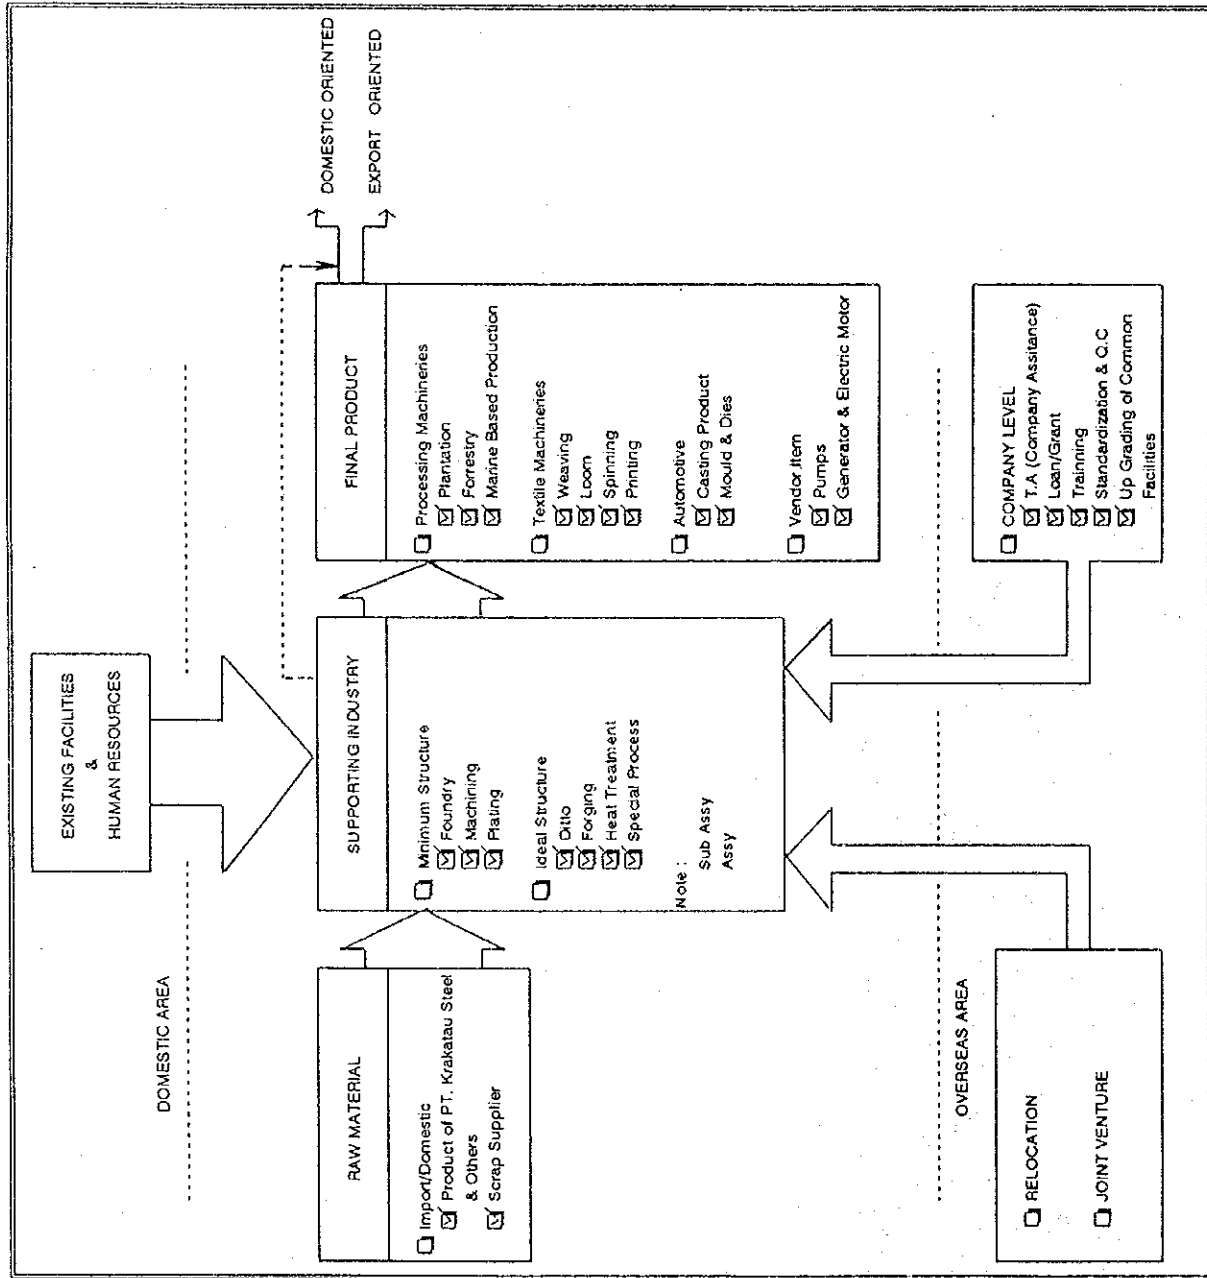 EXISTING FACILITIES
&
HUMAN RESOURCES
DOMESTIC AREA
RAW MATERIAL
Import/Domestic
Product of PT. Krakatau Steel
& Others
Scrap Supplier
SUPPORTING INDUSTRY
Minimum Structure
Foundry
Machining
Plating
Ideal Structure
Ditto
Forging
Heat Treatment
Special Process
Note :
Sub Assy
Assy
FINAL PRODUCT
Processing Machineries
Plantation
Forrestry
Marine Based Production
Textile Machineries
Weaving
Loom
Spinning
Printing
Automotive
Casting Product
Mould & Dies
Vendor Item
Pumps
Generator & Electric Motor
DOMESTIC ORIENTED
EXPORT ORIENTED
OVERSEAS AREA
RELOCATION
JOINT VENTURE
COMPANY LEVEL
T.A (Company Assitance)
Loan/Grant
Trainning
Standardization & Q.C
Up Grading of Common
Facilities